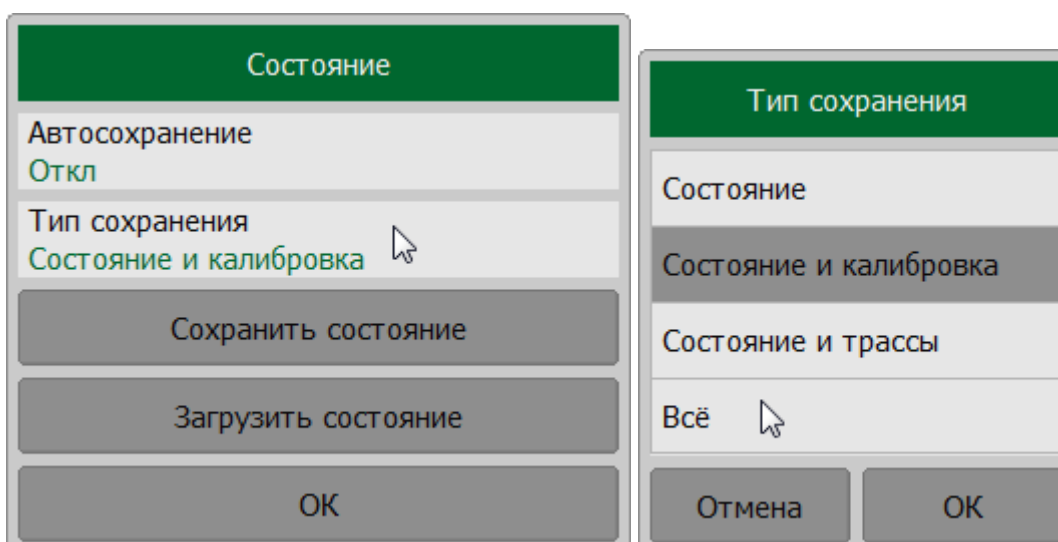 Состояние
Автосохранение
Откл
Тип сохранения
Состояние и калибровка
Сохранить состояние
Загрузить состояние
ОК
Тип сохранения
Состояние
Состояние и калибровка
Состояние и трассы
Всё
Отмена
ОК